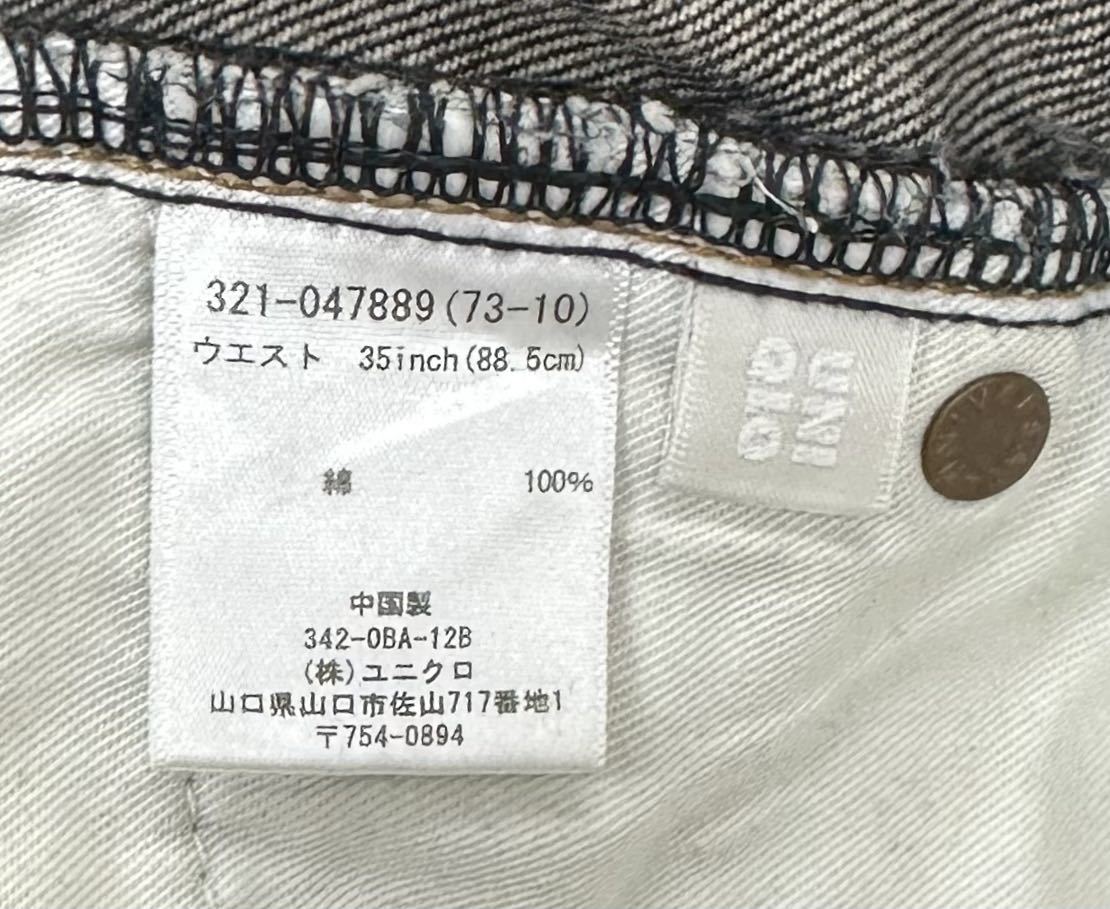 321-047889(73-10)
ウエスト 35inch(88.5cm)
綿 100%
中国製
342-0BA-12B
(株)ユニクロ
山口県山口市佐山717番地1
〒754-0894
UNI
QLO